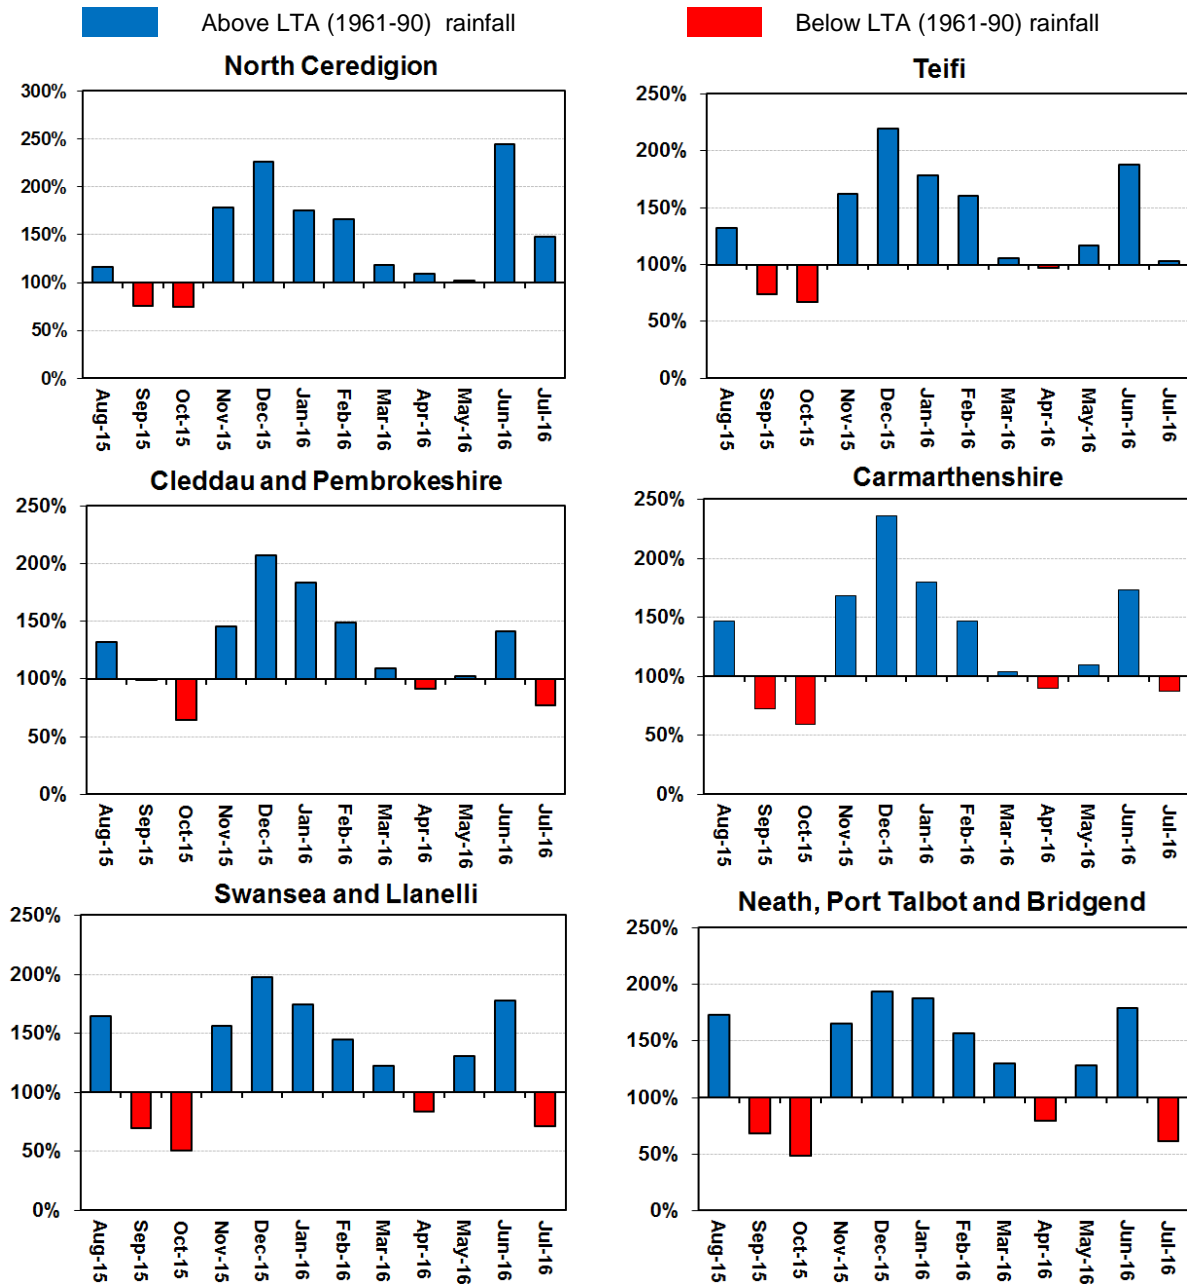 Above LTA (1961-90) rainfall
Below LTA (1961-90) rainfall
North Ceredigion
300%
250%
200%
150%
100%
50%
0%
Aug-15
Sep-15
Oct-15
Nov-15
Dec-15
Jan-16
Feb-16
Mar-16
Apr-16
May-16
Jun-16
Jul-16
Teifi
250%
200%
150%
100%
50%
0%
Aug-15
Sep-15
Oct-15
Nov-15
Dec-15
Jan-16
Feb-16
Mar-16
Apr-16
May-16
Jun-16
Jul-16
Cleddau and Pembrokeshire
250%
200%
150%
100%
50%
0%
Aug-15
Sep-15
Oct-15
Nov-15
Dec-15
Jan-16
Feb-16
Mar-16
Apr-16
May-16
Jun-16
Jul-16
Carmarthenshire
250%
200%
150%
100%
50%
0%
Aug-15
Sep-15
Oct-15
Nov-15
Dec-15
Jan-16
Feb-16
Mar-16
Apr-16
May-16
Jun-16
Jul-16
Swansea and Llanelli
250%
200%
150%
100%
50%
0%
Aug-15
Sep-15
Oct-15
Nov-15
Dec-15
Jan-16
Feb-16
Mar-16
Apr-16
May-16
Jun-16
Jul-16
Neath, Port Talbot and Bridgend
250%
200%
150%
100%
50%
0%
Aug-15
Sep-15
Oct-15
Nov-15
Dec-15
Jan-16
Feb-16
Mar-16
Apr-16
May-16
Jun-16
Jul-16